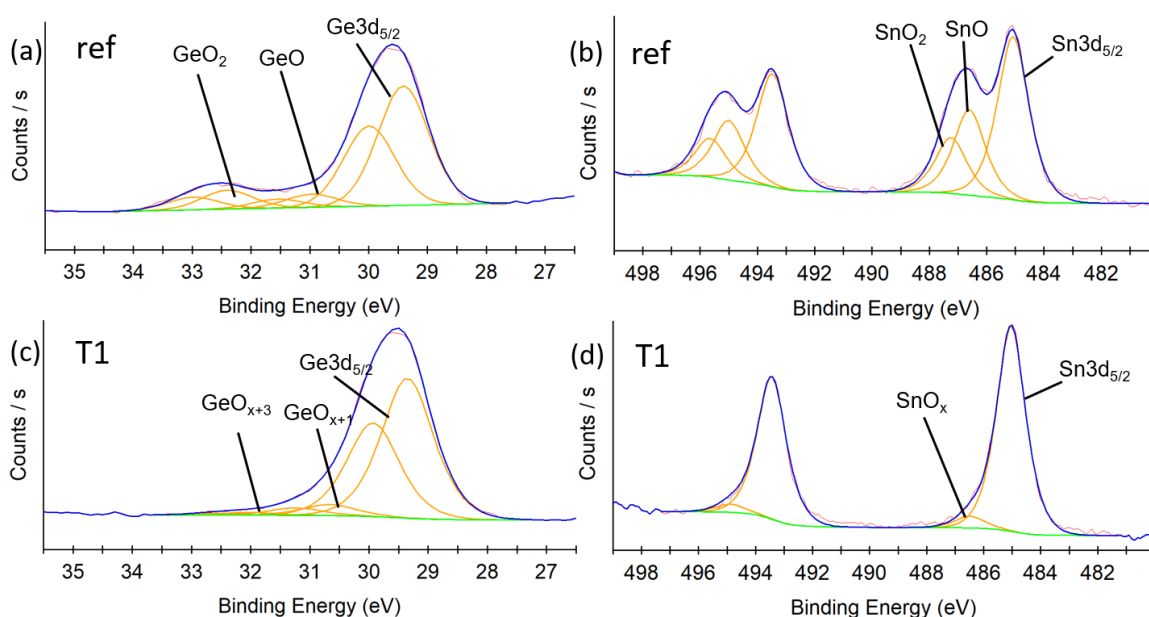 (a) ref
GeO₂
GeO
Ge3d₅/₂
Counts / s
35 34 33 32 31 30 29 28 27 26
Binding Energy (eV)
(b) ref
SnO₂
SnO
Sn3d₅/₂
Counts / s
498 496 494 492 490 488 486 484 482
Binding Energy (eV)
(c) T1
GeOₓ₊₃
GeOₓ₊₁
Ge3d₅/₂
Counts / s
35 34 33 32 31 30 29 28 27 26
Binding Energy (eV)
(d) T1
SnOₓ
Sn3d₅/₂
Counts / s
498 496 494 492 490 488 486 484 482
Binding Energy (eV)